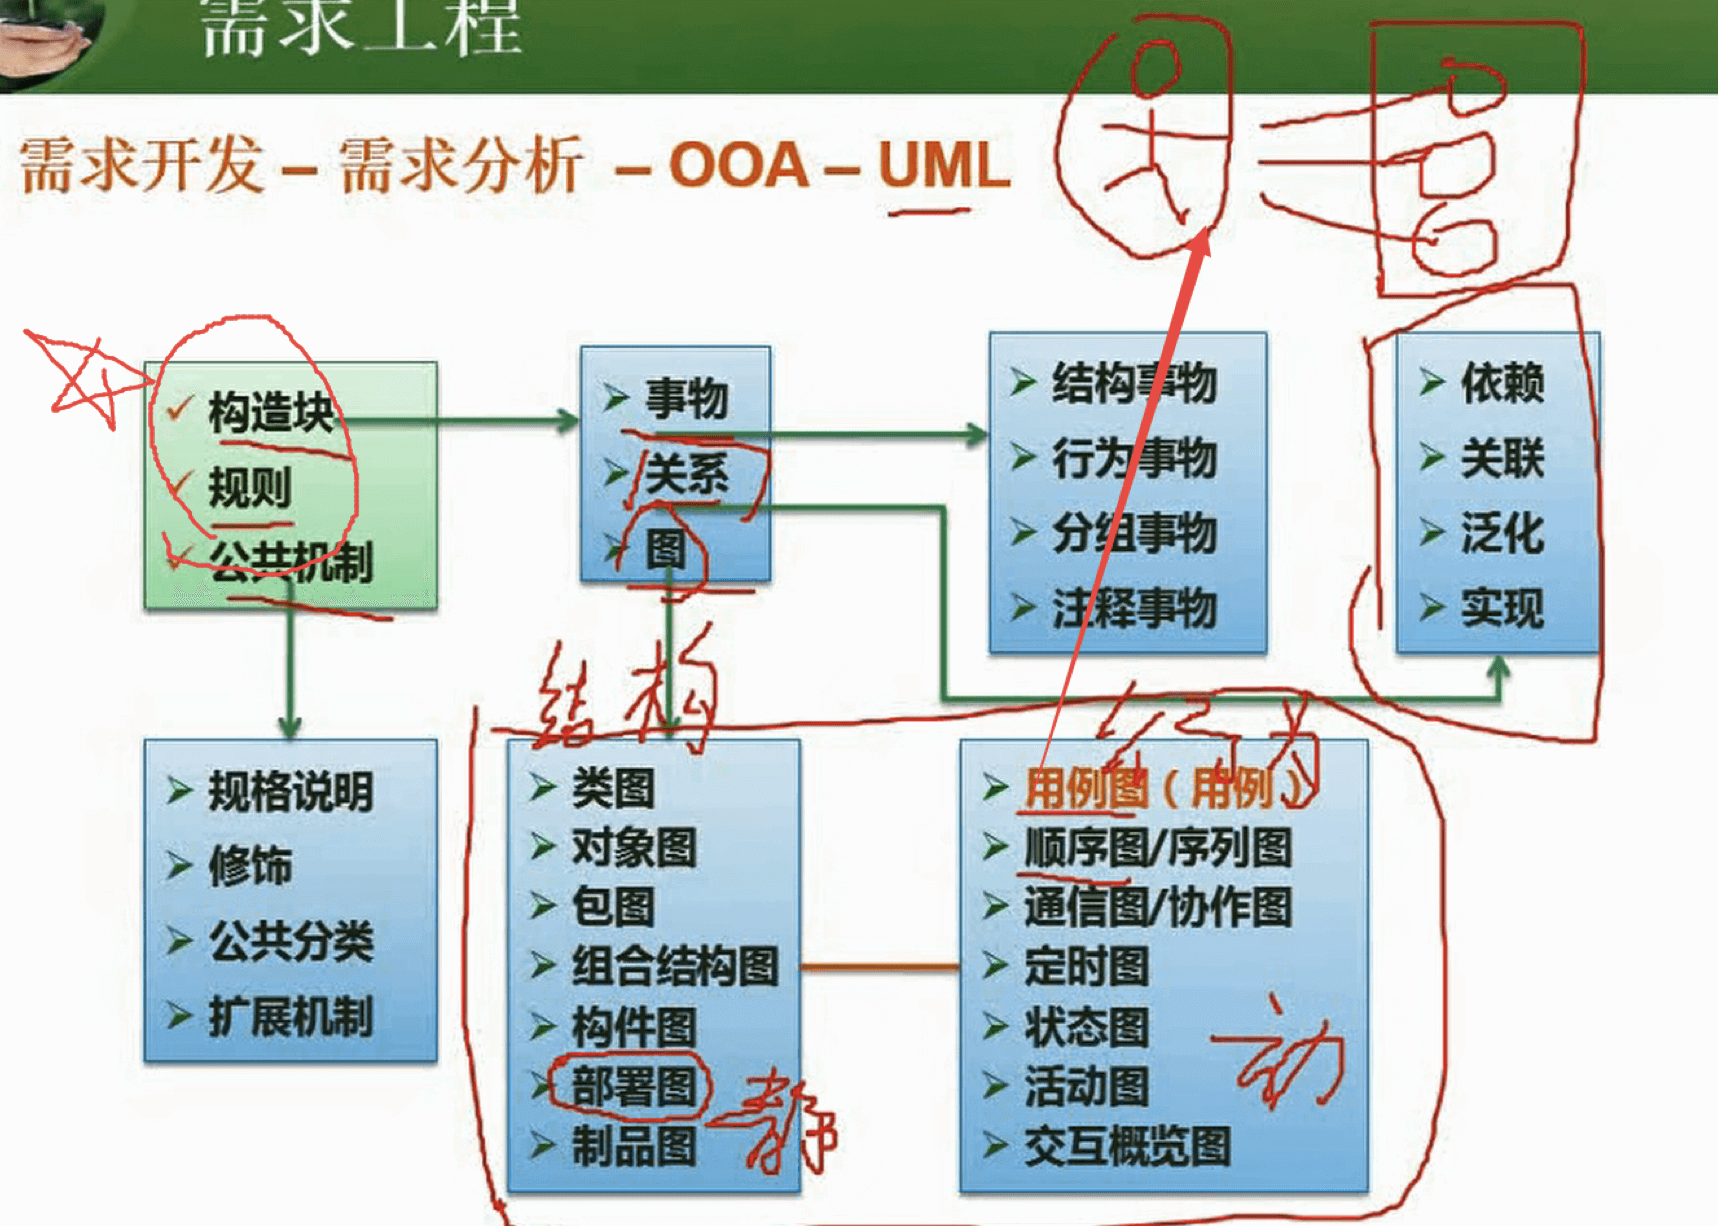 需求工程
需求开发 – 需求分析 – OOA – UML
构造块
规则
公共机制
事物
关系
图
结构事物
行为事物
分组事物
注释事物
依赖
关联
泛化
实现
结构
行为
规格说明
修饰
公共分类
扩展机制
类图
对象图
包图
组合结构图
构件图
部署图
制品图
静
用例图（用例）
顺序图/序列图
通信图/协作图
定时图
状态图
活动图
交互概览图
动